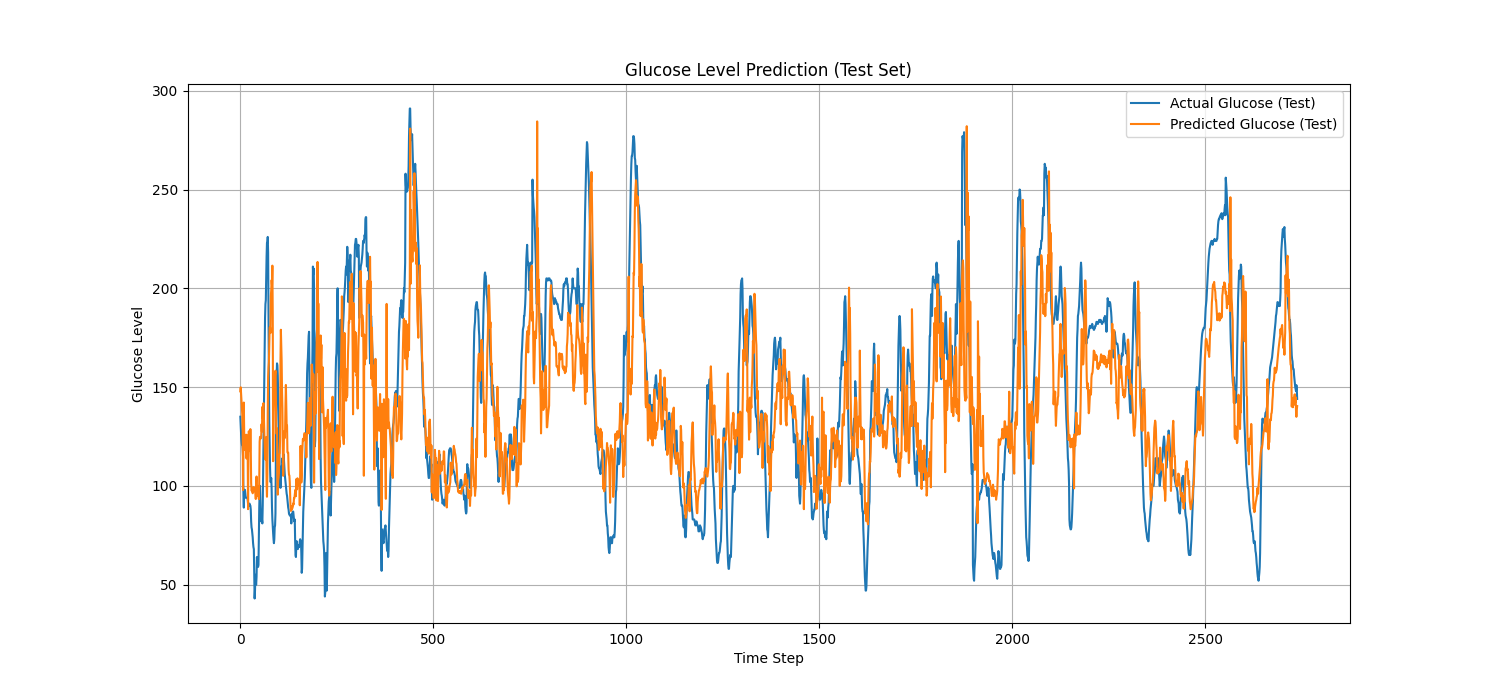 Glucose Level Prediction (Test Set)
300
250
200
150
100
50
Glucose Level
Actual Glucose (Test)
Predicted Glucose (Test)
0 500 1000 1500 2000 2500
Time Step